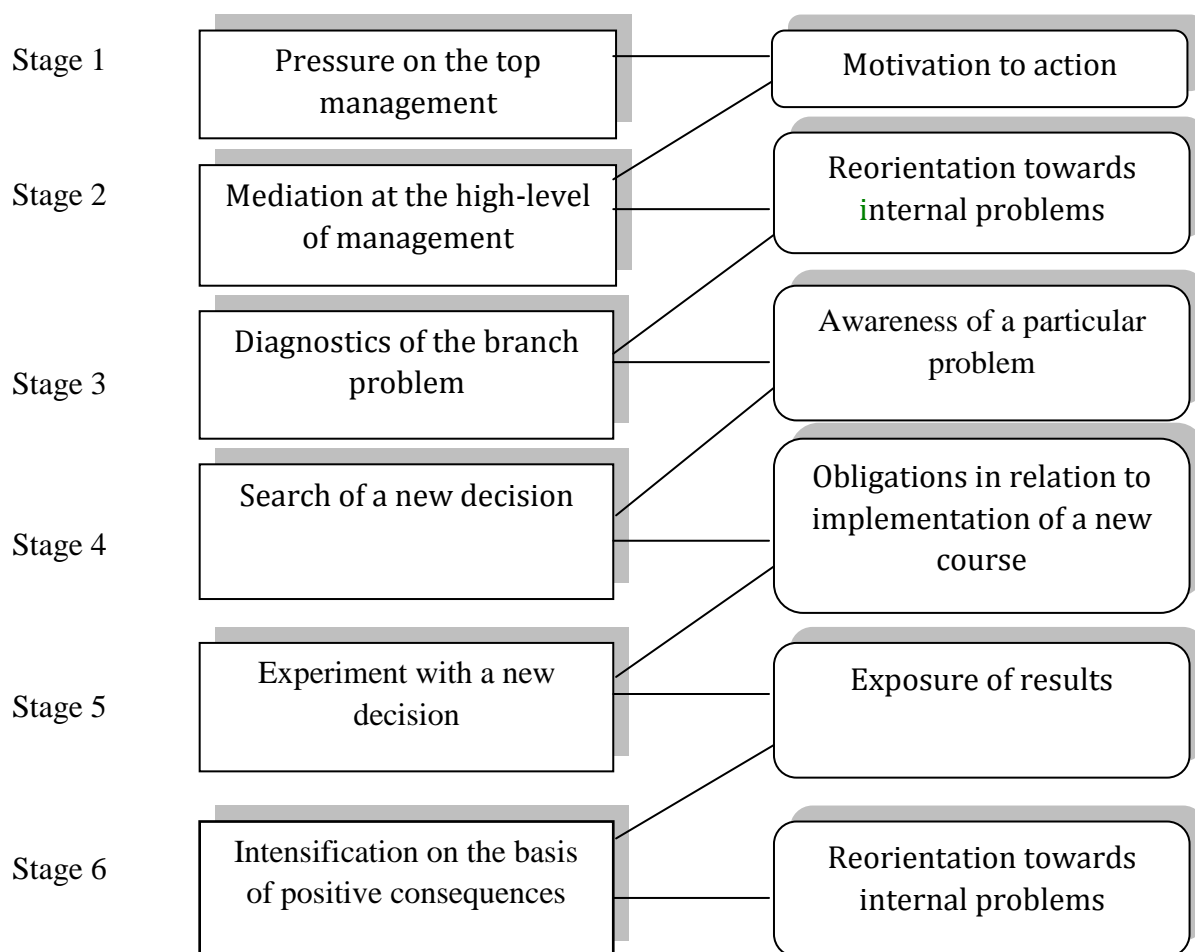 Stage 1
Pressure on the top
management
Motivation to action
Stage 2
Mediation at the high-level
of management
Reorientation towards
internal problems
Stage 3
Diagnostics of the branch
problem
Awareness of a particular
problem
Stage 4
Search of a new decision
Obligations in relation to
implementation of a new
course
Stage 5
Experiment with a new
decision
Exposure of results
Stage 6
Intensification on the basis
of positive consequences
Reorientation towards
internal problems